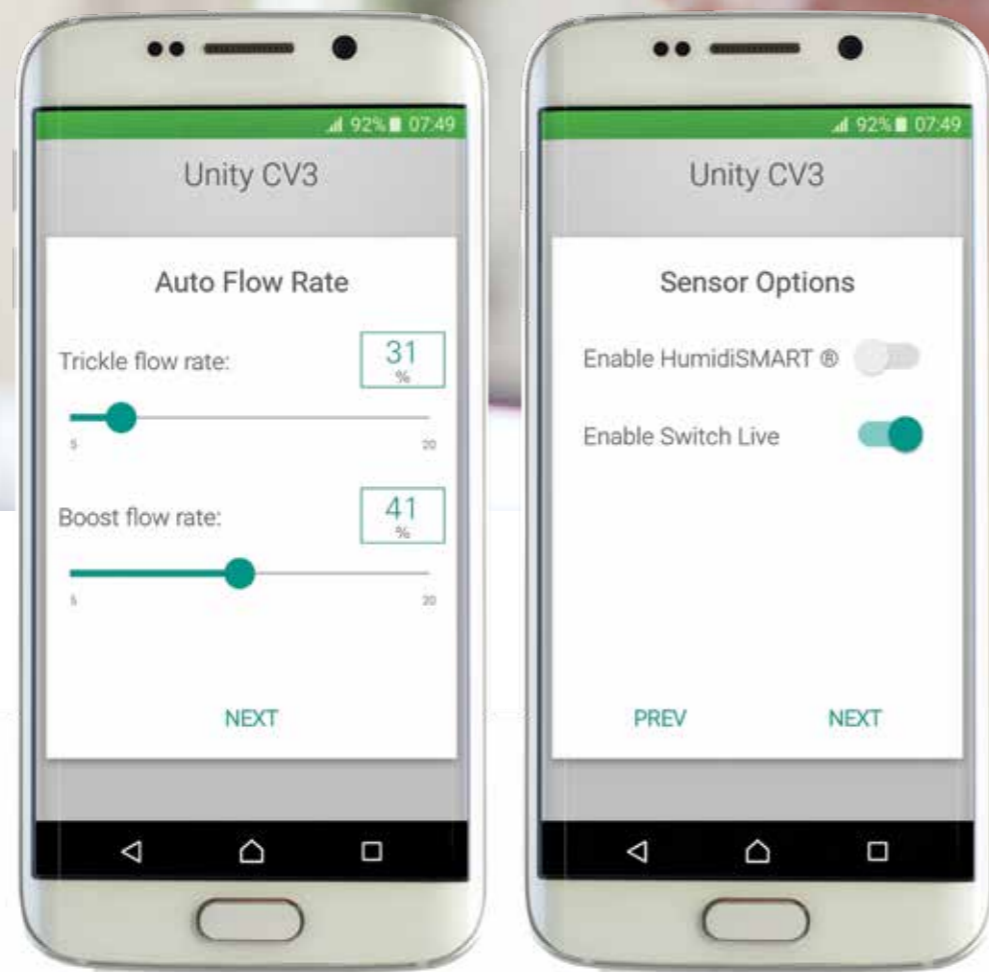 92% 07:49
Unity CV3
Auto Flow Rate
Trickle flow rate:
31
%
5
20
Boost flow rate:
41
%
5
20
NEXT
92% 07:49
Unity CV3
Sensor Options
Enable HumidiSMART ®
Enable Switch Live
PREV
NEXT